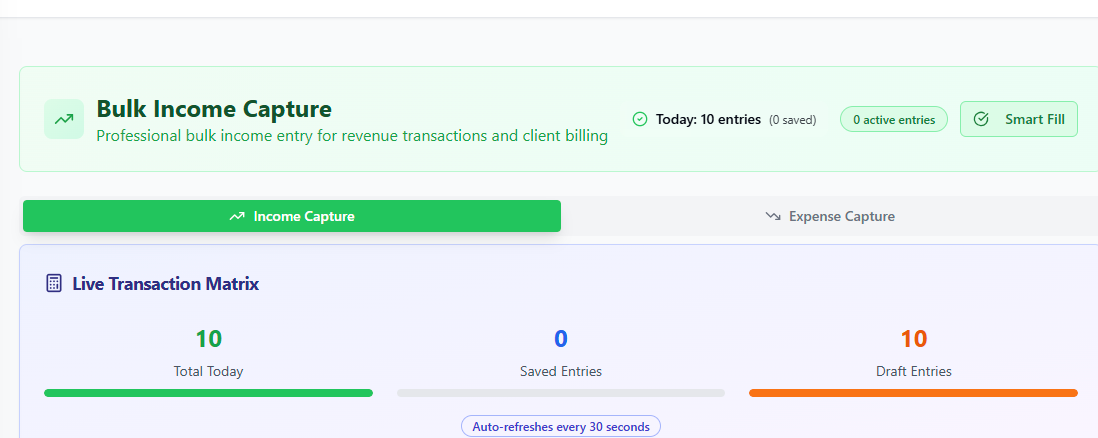 Bulk Income Capture
Professional bulk income entry for revenue transactions and client billing
Today: 10 entries (0 saved)
0 active entries
Smart Fill
Income Capture
Expense Capture
Live Transaction Matrix
10
Total Today
0
Saved Entries
10
Draft Entries
Auto-refreshes every 30 seconds